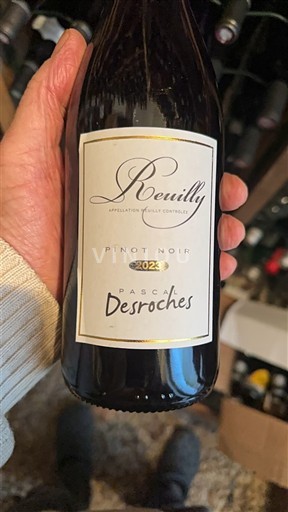 Reuilly
APPELLATION REUILLY CONTRÔLÉE
PINOT NOIR
2023
PASCAL
Desroches